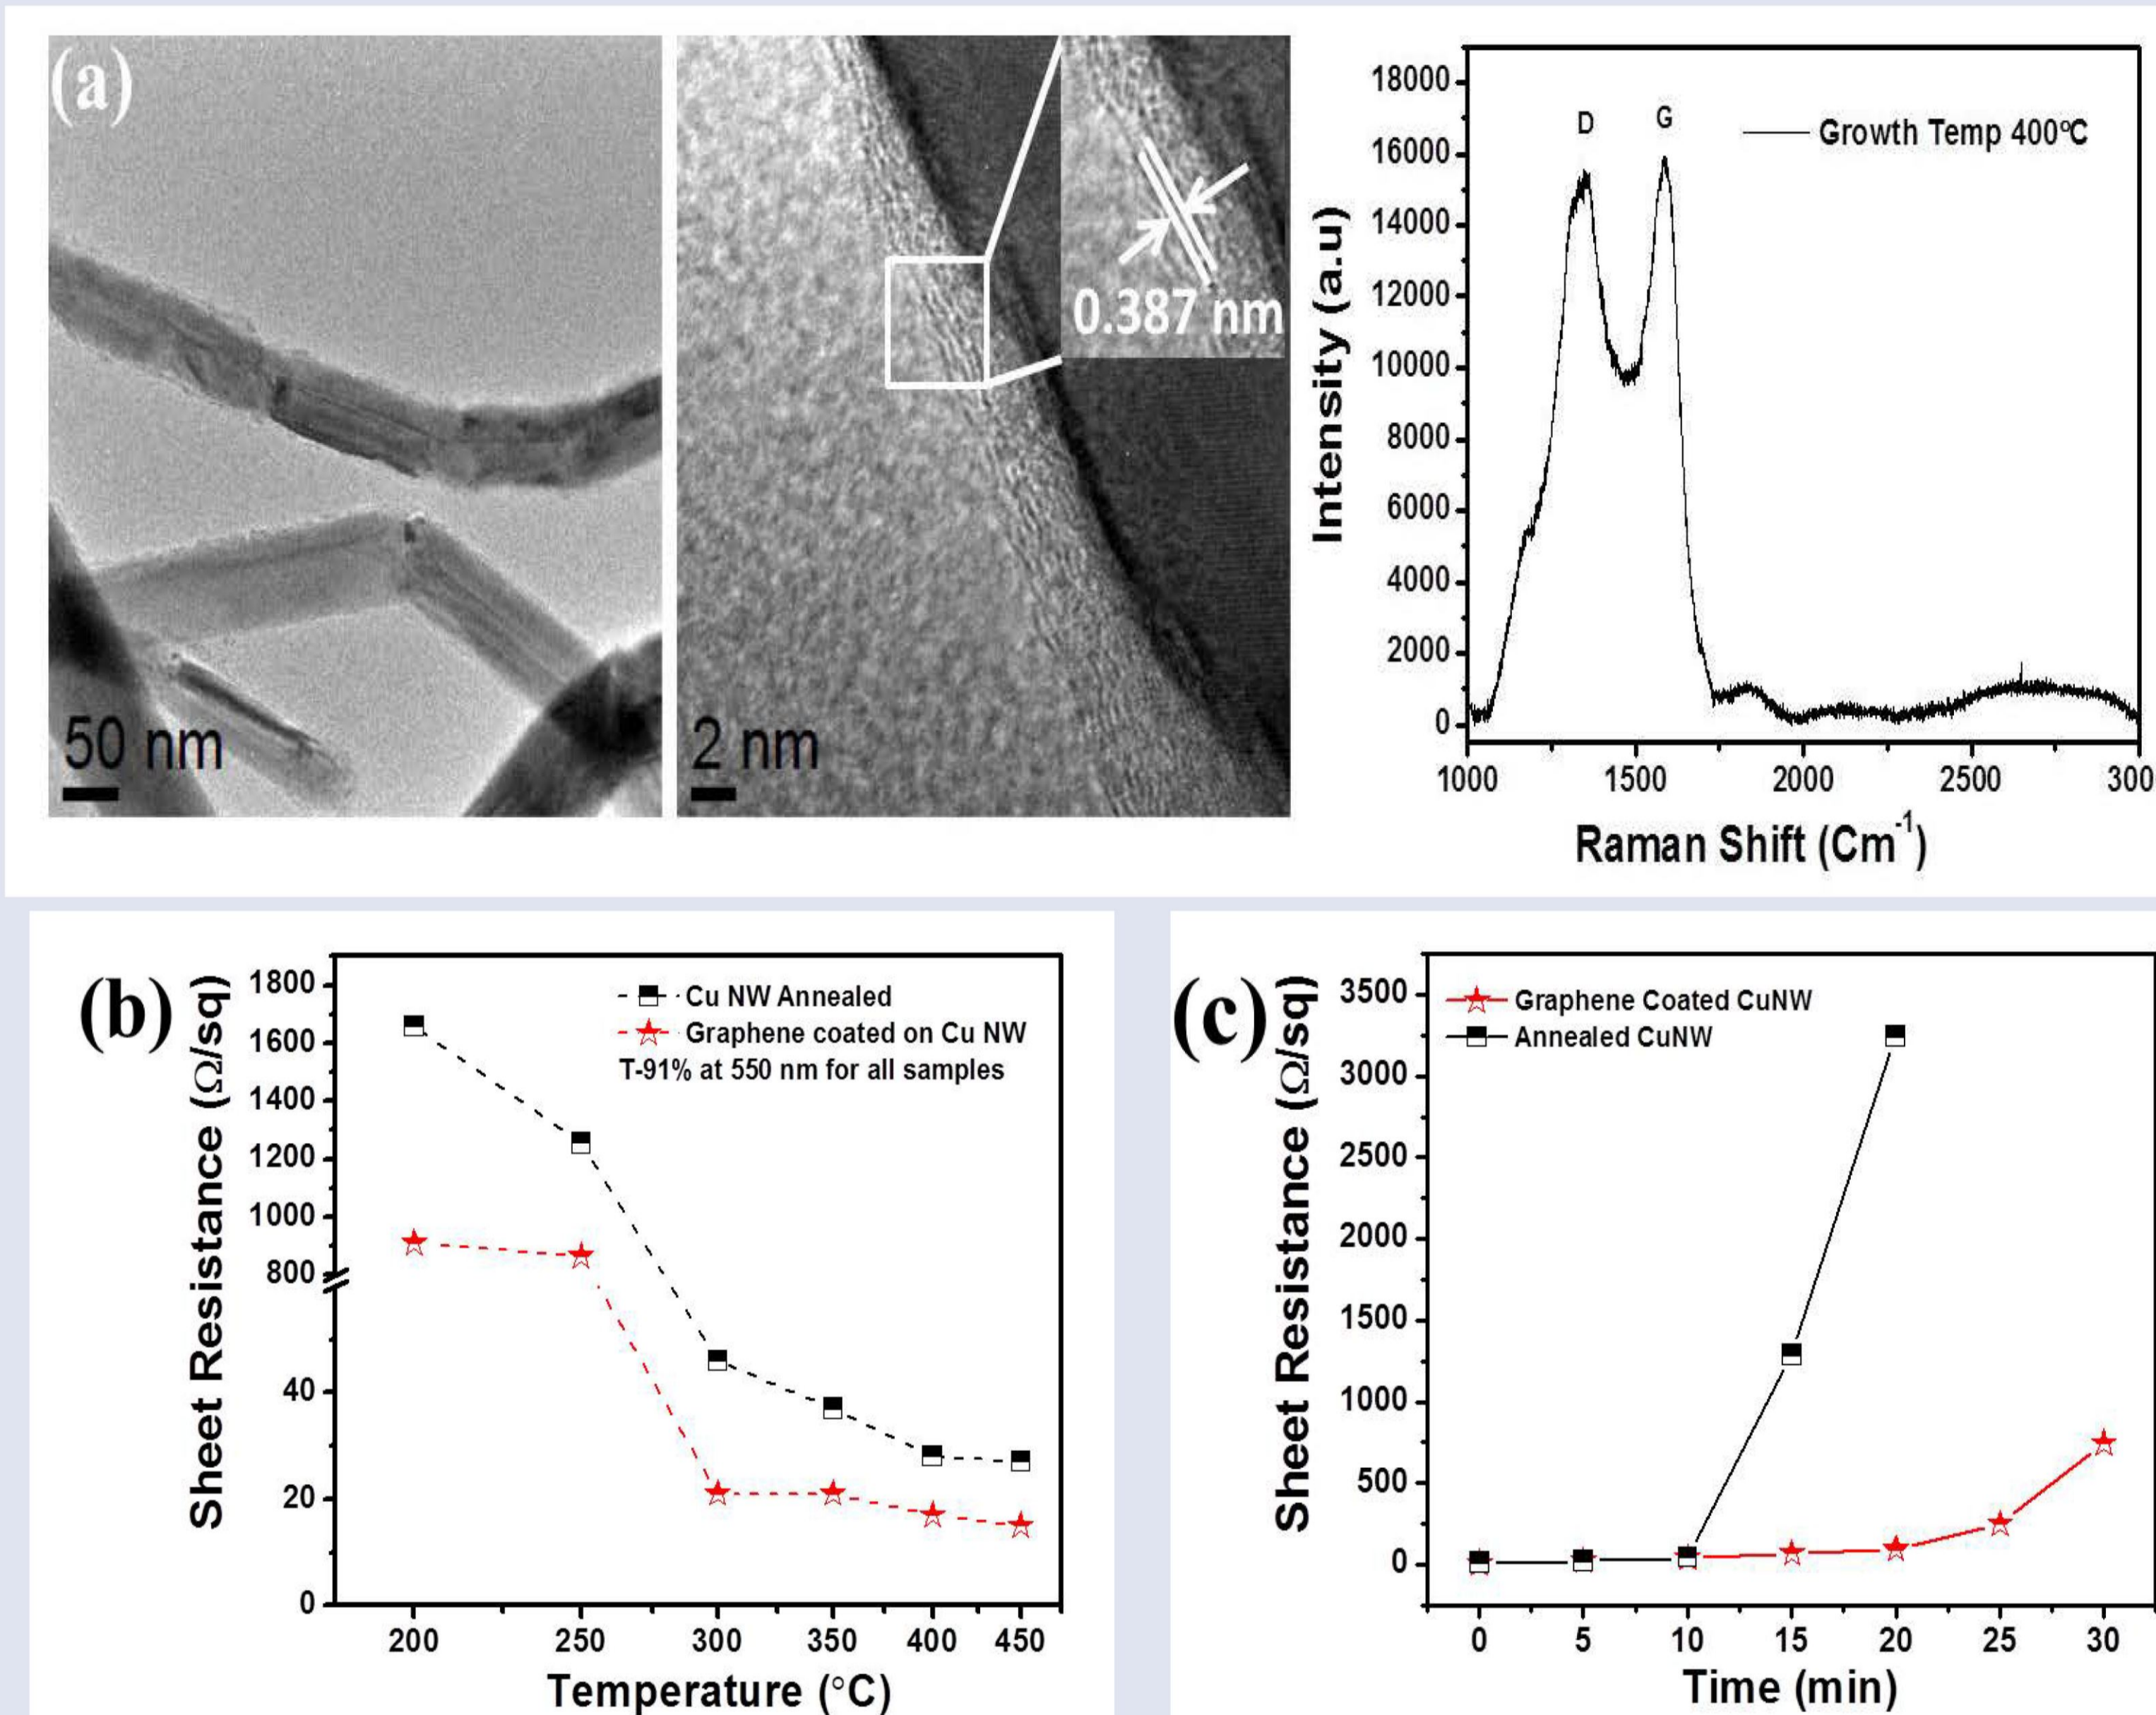 (a)
50 nm
2 nm
0.387 nm
18000
16000
14000
12000
10000
8000
6000
4000
2000
0
Intensity (a.u)
D
G
Growth Temp 400°C
1000 1500 2000 2500 300
Raman Shift (Cm⁻¹)
(b)
1800
1600
1400
1200
1000
800
40
20
0
Sheet Resistance (Ω/sq)
Cu NW Annealed
Graphene coated on Cu NW
T-91% at 550 nm for all samples
200 250 300 350 400 450
Temperature (°C)
(c)
3500
3000
2500
2000
1500
1000
500
0
Sheet Resistance (Ω/sq)
Graphene Coated CuNW
Annealed CuNW
0 5 10 15 20 25 30
Time (min)